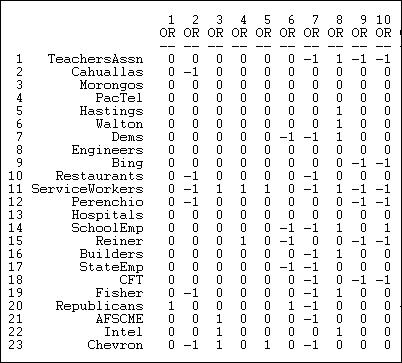 1 2 3 4 5 6 7 8 9 10
OR OR OR OR OR OR OR OR OR OR
-- -- -- -- -- -- -- -- -- --
1 TeachersAssn 0 0 0 0 0 0 -1 1 -1 -1
2 Cahuallas 0 -1 0 0 0 0 0 0 0 0
3 Morongos 0 0 0 0 0 0 0 0 0 0
4 PacTel 0 0 0 0 0 0 0 0 0 0
5 Hastings 0 0 0 0 0 0 0 1 0 0
6 Walton 0 0 0 0 0 0 0 1 0 0
7 Dems 0 0 0 0 0 -1 -1 1 0 0
8 Engineers 0 0 0 0 0 0 0 0 0 0
9 Bing 0 0 0 0 0 0 0 0 -1 -1
10 Restaurants 0 -1 0 0 0 0 -1 0 0 0
11 ServiceWorkers 0 -1 1 1 1 0 -1 1 -1 -1
12 Perenchio 0 -1 0 0 0 0 0 0 -1 -1
13 Hospitals 0 0 0 0 0 0 0 0 0 0
14 SchoolEmp 0 0 0 0 0 -1 -1 1 0 1
15 Reiner 0 0 0 1 0 -1 0 0 -1 -1
16 Builders 0 0 0 0 0 0 -1 1 0 0
17 StateEmp 0 0 0 0 0 -1 -1 0 0 0
18 CFT 0 0 0 0 0 0 -1 0 -1 -1
19 Fisher 0 -1 0 0 0 0 -1 1 0 0
20 Republicans 1 0 0 0 0 1 -1 0 0 0
21 AFSCME 0 0 1 0 0 0 -1 0 0 0
22 Intel 0 0 1 0 0 0 0 1 0 0
23 Chevron 0 -1 1 0 1 0 -1 0 0 0